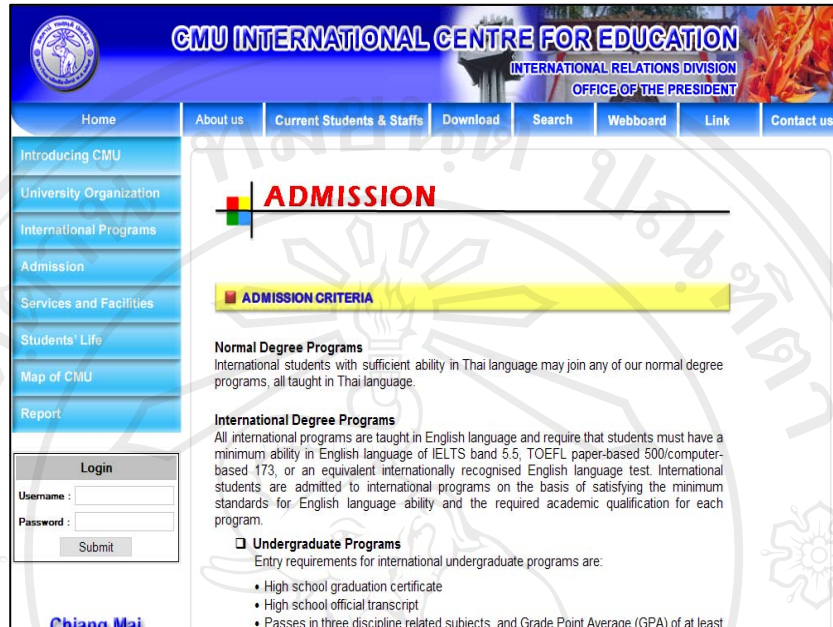 CMU INTERNATIONAL CENTRE FOR EDUCATION
INTERNATIONAL RELATIONS DIVISION
OFFICE OF THE PRESIDENT
Home
About us
Current Students & Staffs
Download
Search
Webboard
Link
Contact us
Introducing CMU
University Organization
International Programs
Admission
Services and Facilities
Students' Life
Map of CMU
Report
Login
Username :
Password :
Submit
Chiang Mai
ADMISSION
ADMISSION CRITERIA
Normal Degree Programs
International students with sufficient ability in Thai language may join any of our normal degree
programs, all taught in Thai language.
International Degree Programs
All international programs are taught in English language and require that students must have a
minimum ability in English language of IELTS band 5.5, TOEFL paper-based 500/computer-
based 173, or an equivalent internationally recognised English language test. International
students are admitted to international programs on the basis of satisfying the minimum
standards for English language ability and the required academic qualification for each
program.
Undergraduate Programs
Entry requirements for international undergraduate programs are:
• High school graduation certificate
• High school official transcript
• Passes in three discipline related subjects, and Grade Point Average (GPA) of at least